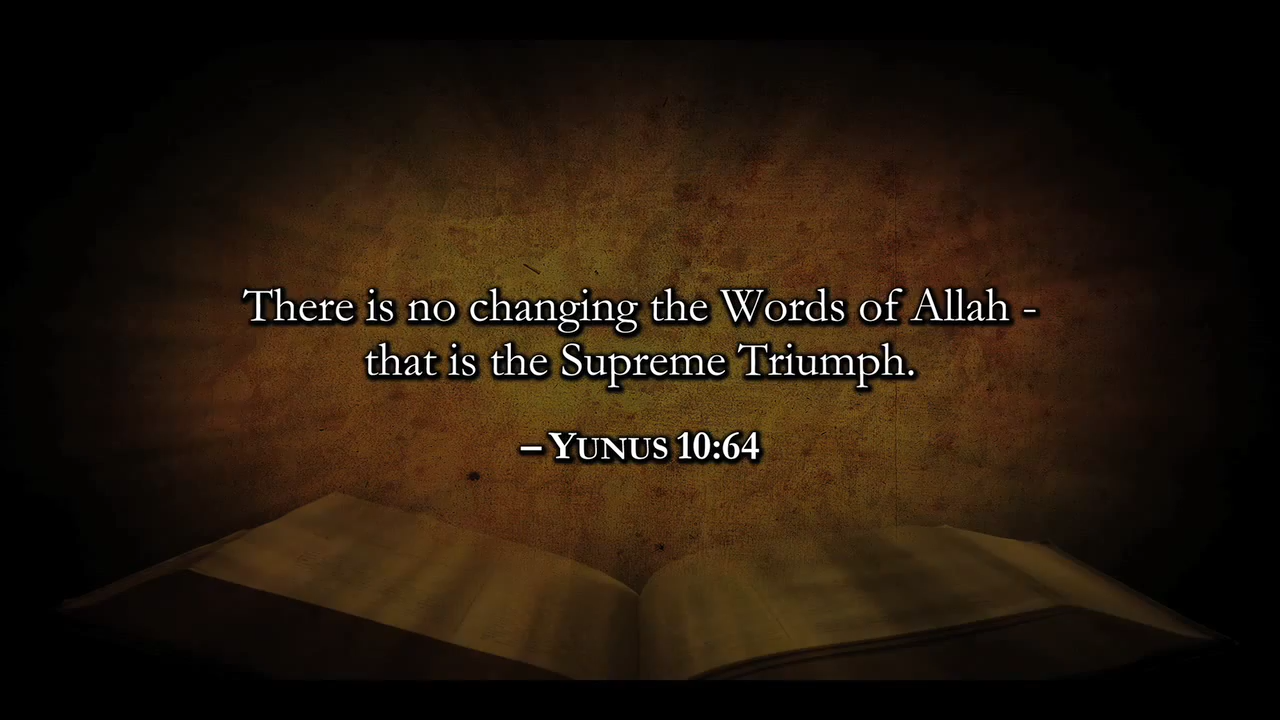 There is no changing the Words of Allah -
that is the Supreme Triumph.
– YUNUS 10:64